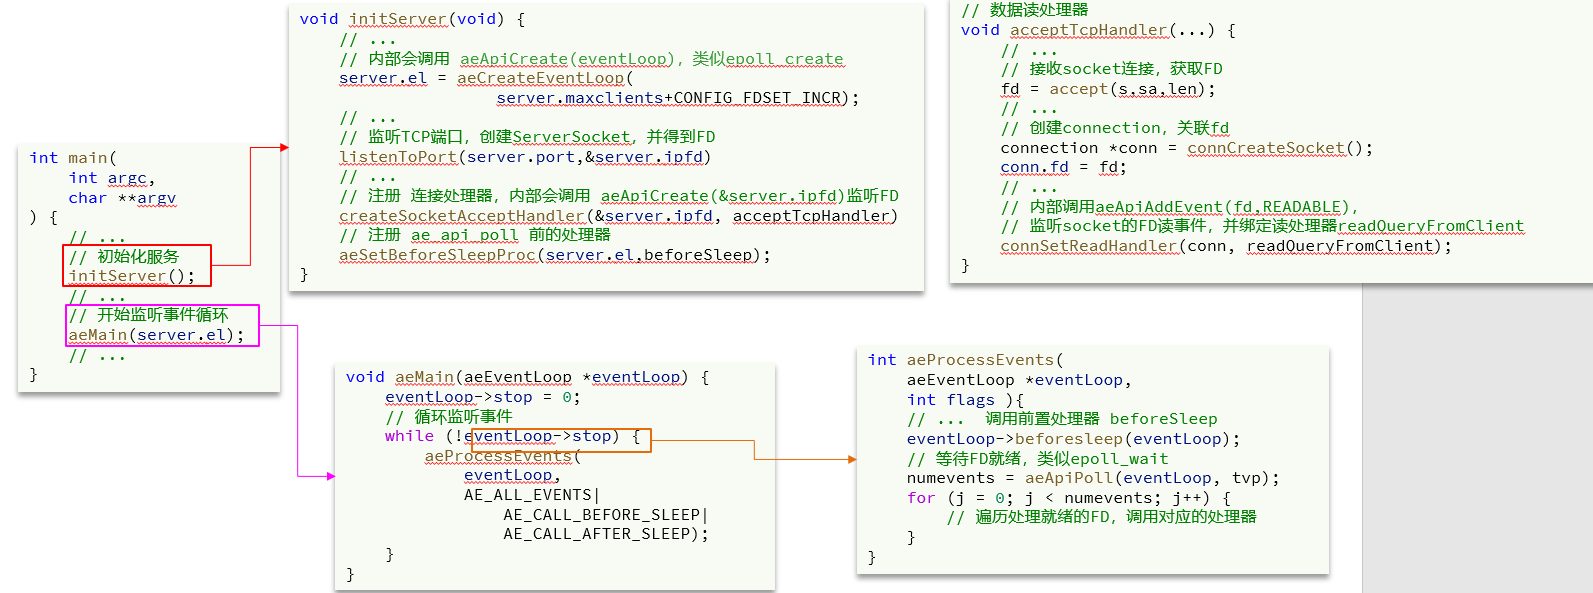 int main(
    int argc,
    char **argv
) {
    // ...
    // 初始化服务
    initServer();
    // ...
    // 开始监听事件循环
    aeMain(server.el);
    // ...
}
void initServer(void) {
    // ...
    // 内部会调用 aeApiCreate(eventLoop)，类似epoll_create
    server.el = aeCreateEventLoop(
                    server.maxclients+CONFIG_FDSET_INCR);
    // ...
    // 监听TCP端口，创建ServerSocket，并得到FD
    listenToPort(server.port,&server.ipfd)
    // ...
    // 注册 连接处理器，内部会调用 aeApiCreate(&server.ipfd)监听FD
    createSocketAcceptHandler(&server.ipfd, acceptTcpHandler)
    // 注册 ae_api_poll 前的处理器
    aeSetBeforeSleepProc(server.el,beforeSleep);
}
// 数据读处理器
void acceptTcpHandler(...) {
    // ...
    // 接收socket连接，获取FD
    fd = accept(s,sa,len);
    // ...
    // 创建connection，关联fd
    connection *conn = connCreateSocket();
    conn.fd = fd;
    // ...
    // 内部调用aeApiAddEvent(fd,READABLE)，
    // 监听socket的FD读事件，并绑定读处理器readQueryFromClient
    connSetReadHandler(conn, readQueryFromClient);
}
void aeMain(aeEventLoop *eventLoop) {
    eventLoop->stop = 0;
    // 循环监听事件
    while (!eventLoop->stop) {
        aeProcessEvents(
            eventLoop,
            AE_ALL_EVENTS|
                AE_CALL_BEFORE_SLEEP|
                AE_CALL_AFTER_SLEEP);
    }
}
int aeProcessEvents(
    aeEventLoop *eventLoop,
    int flags ){
    // ...  调用前置处理器 beforeSleep
    eventLoop->beforesleep(eventLoop);
    // 等待FD就绪，类似epoll_wait
    numevents = aeApiPoll(eventLoop, tvp);
    for (j = 0; j < numevents; j++) {
        // 遍历处理就绪的FD，调用对应的处理器
    }
}